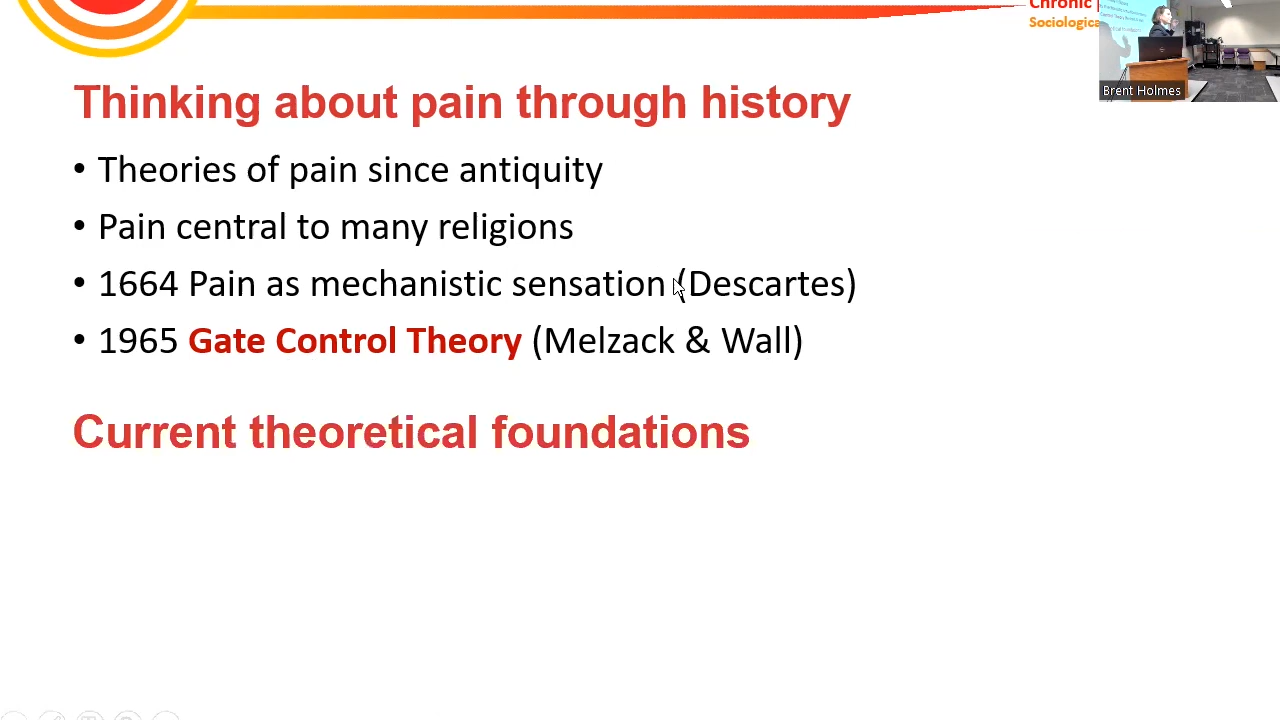 Chronic
Sociologica
Brent Holmes
Thinking about pain through history
• Theories of pain since antiquity
• Pain central to many religions
• 1664 Pain as mechanistic sensation (Descartes)
• 1965 Gate Control Theory (Melzack & Wall)
Current theoretical foundations